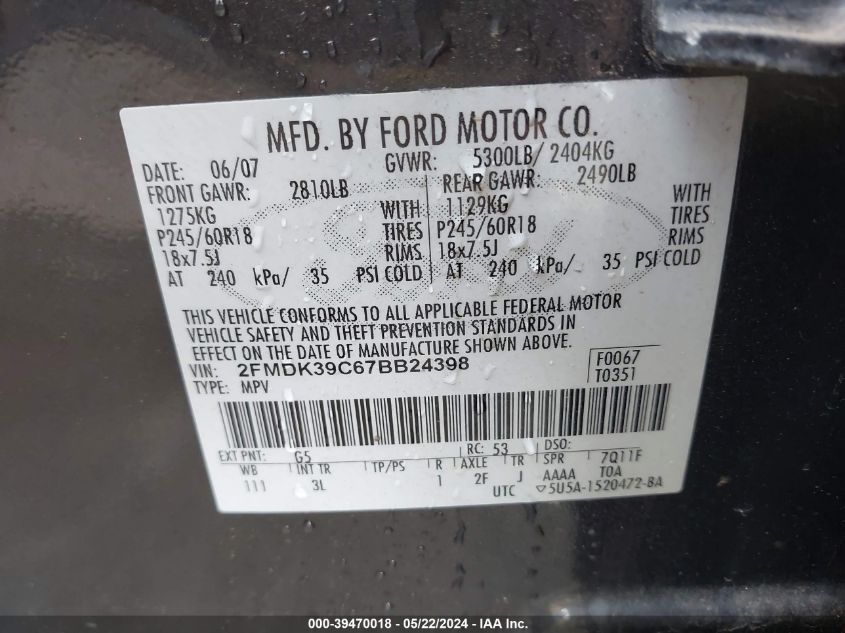 MFD. BY FORD MOTOR CO.
DATE: 06/07 GVWR: 5300LB/ 2404KG
FRONT GAWR: 2810LB REAR GAWR: 2490LB
1275KG WITH 1129KG WITH
P245/60R18 TIRES P245/60R18 TIRES
18x7.5J RIMS 18x7.5J RIMS
AT 240 kPa/ 35 PSI COLD AT 240 kPa/ 35 PSI COLD
THIS VEHICLE CONFORMS TO ALL APPLICABLE FEDERAL MOTOR
VEHICLE SAFETY AND THEFT PREVENTION STANDARDS IN
EFFECT ON THE DATE OF MANUFACTURE SHOWN ABOVE.
VIN: 2FMDK39C67BB24398 F0067
TYPE: MPV T0351
EXT PNT: G5 RC: 53 DSO:
WB INT TR TP/PS R AXLE TR SPR 7Q11F
111 3L 1 2F J AAAA TOA
UTC ▽5U5A-1520472-BA
000-39470018 - 05/22/2024 - IAA Inc.